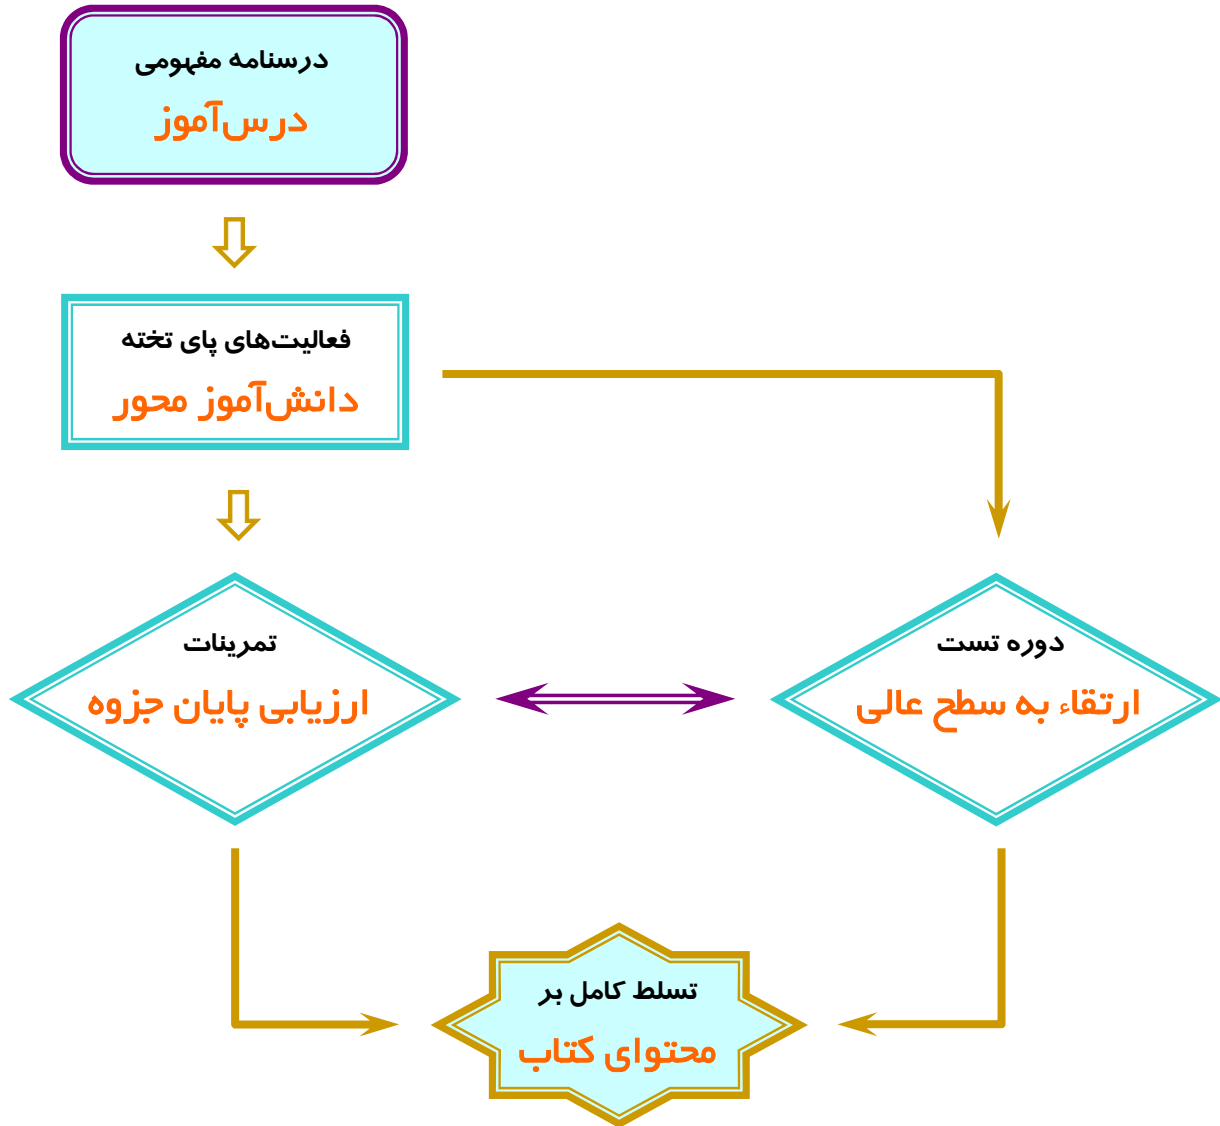 درسنامه مفهومی
درس‌آموز
فعالیت‌های پای تخته
دانش‌آموز محور
دوره تست
ارتقاء به سطح عالی
تمرینات
ارزیابی پایان جزوه
تسلط کامل بر
محتوای کتاب